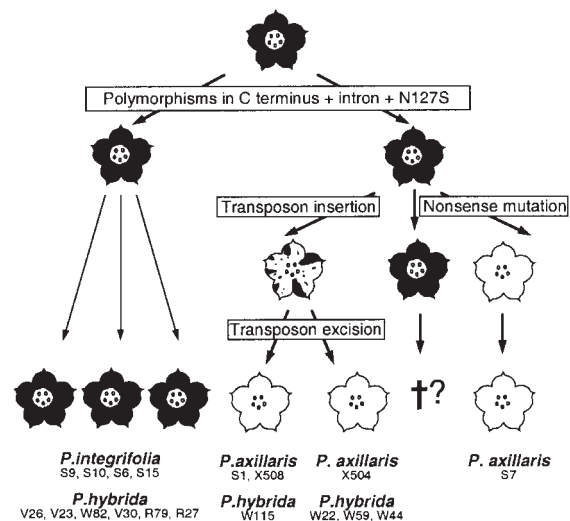 Polymorphisms in C terminus + intron + N127S
Transposon insertion
Nonsense mutation
Transposon excision
†?
P.integrifolia
S9, S10, S6, S15
P.hybrida
V26, V23, W82, V30, R79, R27
P.axillaris
S1, X508
P.hybrida
W115
P. axillaris
X504
P.hybrida
W22, W59, W44
P. axillaris
S7